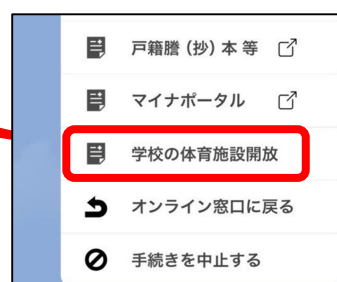 戸籍謄（抄）本 等
マイナポータル
学校の体育施設開放
オンライン窓口に戻る
手続きを中止する